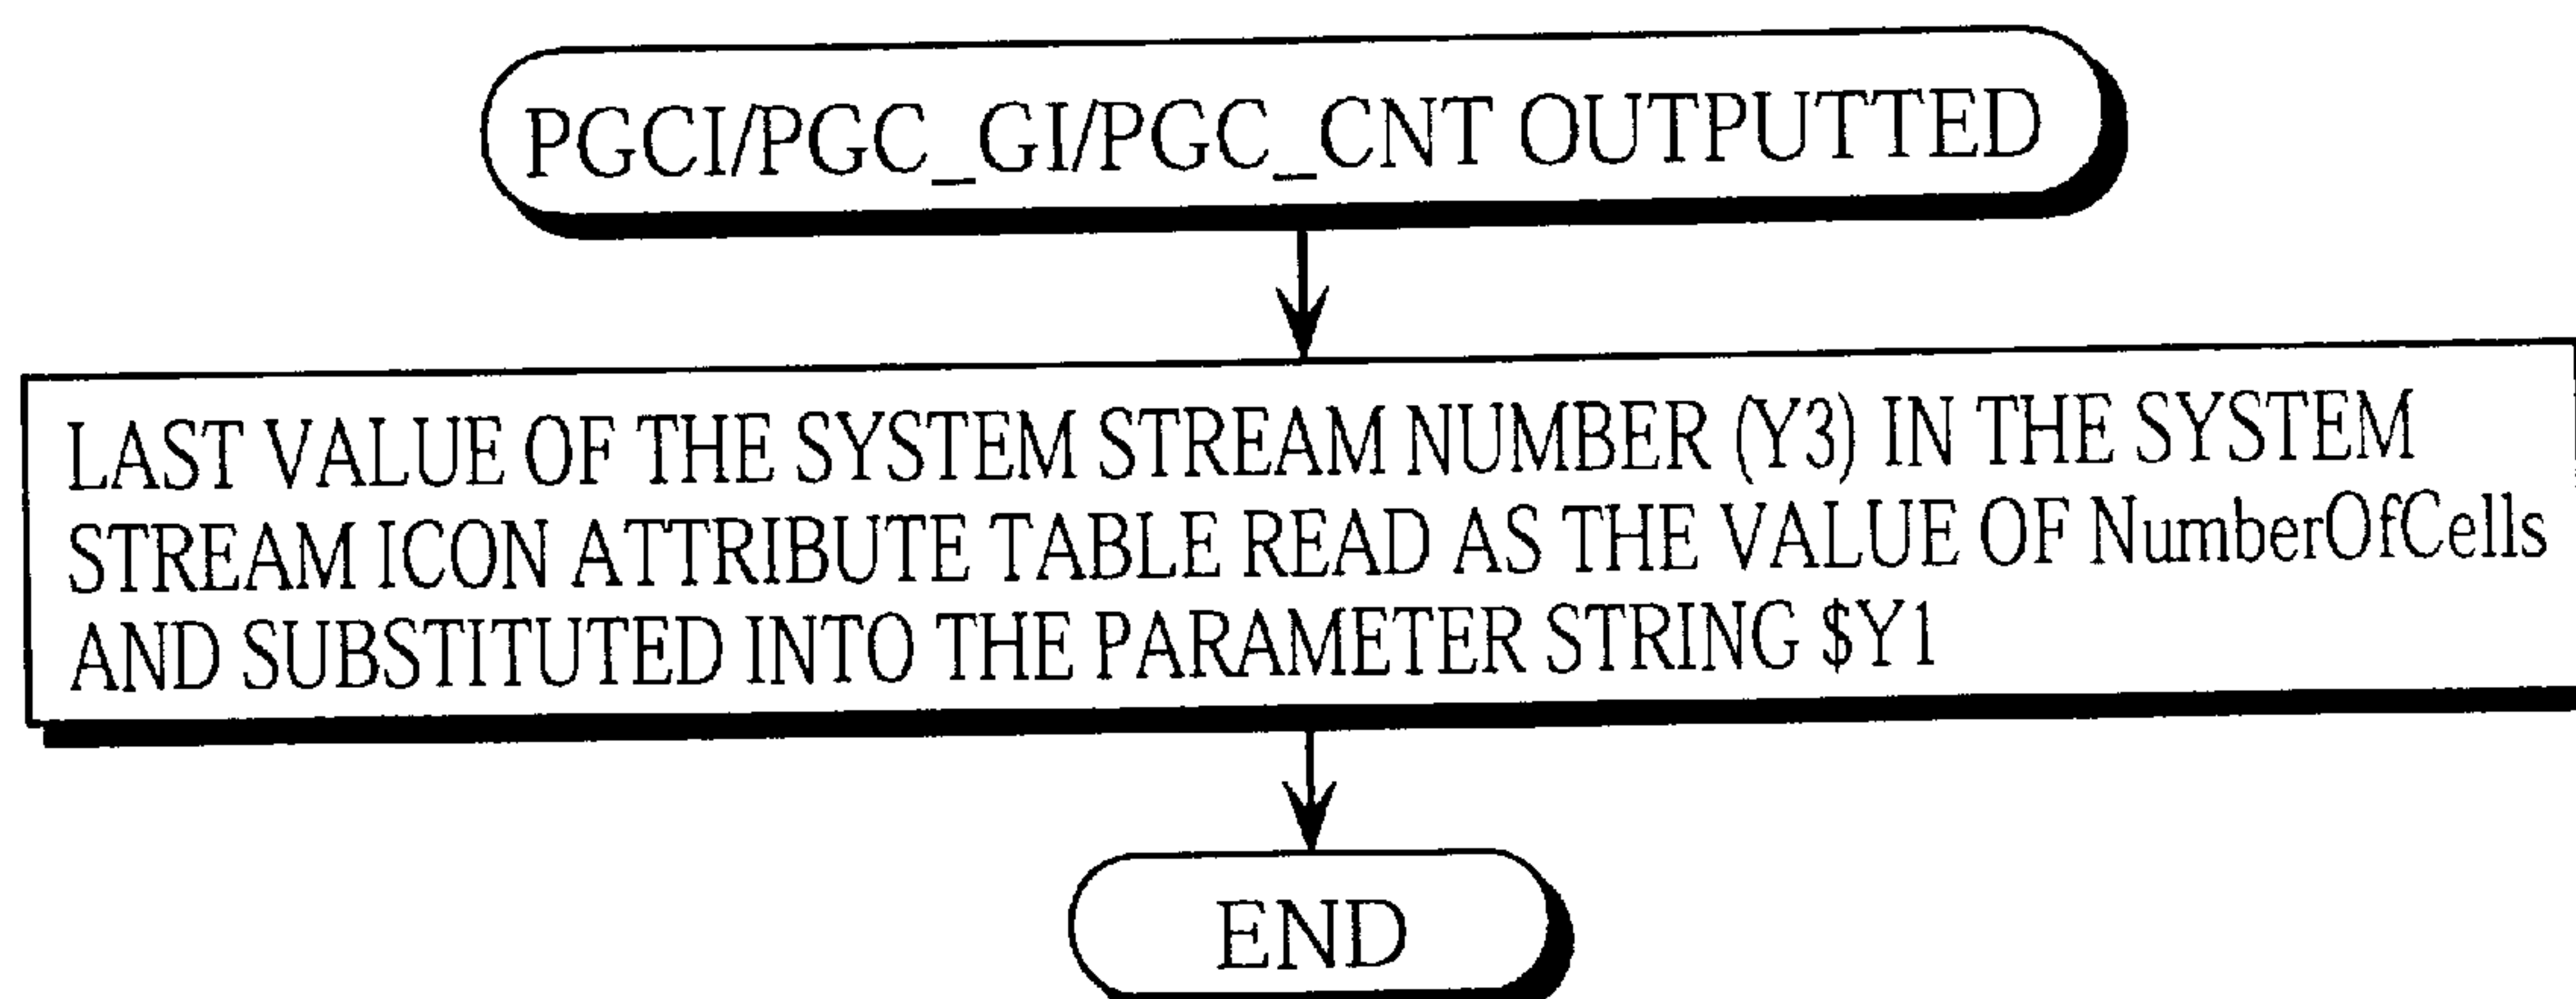 PGCI/PGC_GI/PGC_CNT OUTPUTTED
LAST VALUE OF THE SYSTEM STREAM NUMBER (Y3) IN THE SYSTEM
STREAM ICON ATTRIBUTE TABLE READ AS THE VALUE OF NumberOfCells
AND SUBSTITUTED INTO THE PARAMETER STRING $Y1
END